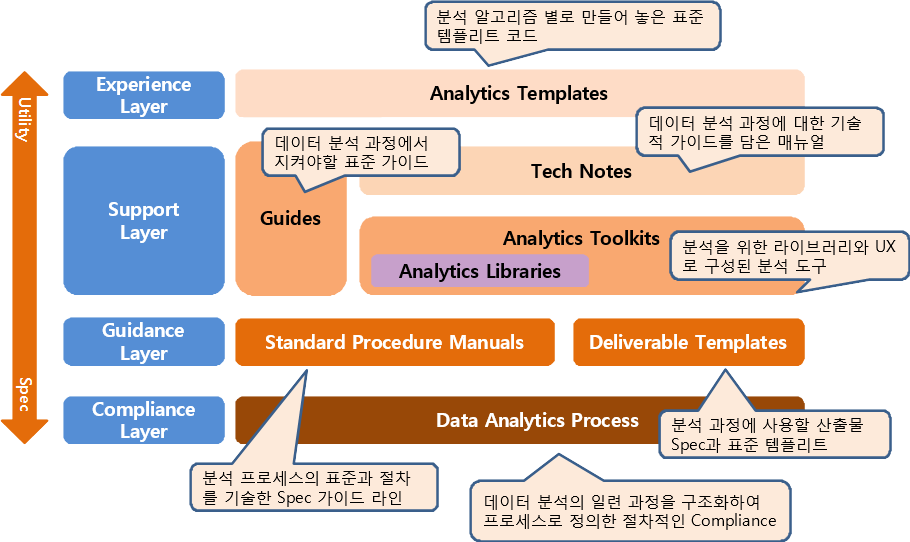 분석 알고리즘 별로 만들어 놓은 표준
템플리트 코드
Utility
Spec
Experience
Layer
Analytics Templates
데이터 분석 과정에서
지켜야할 표준 가이드
데이터 분석 과정에 대한 기술
적 가이드를 담은 매뉴얼
Support
Layer
Guides
Tech Notes
Analytics Toolkits
Analytics Libraries
분석을 위한 라이브러리와 UX
로 구성된 분석 도구
Guidance
Layer
Standard Procedure Manuals
Deliverable Templates
Compliance
Layer
Data Analytics Process
분석 과정에 사용할 산출물
Spec과 표준 템플리트
분석 프로세스의 표준과 절차
를 기술한 Spec 가이드 라인
데이터 분석의 일련 과정을 구조화하여
프로세스로 정의한 절차적인 Compliance